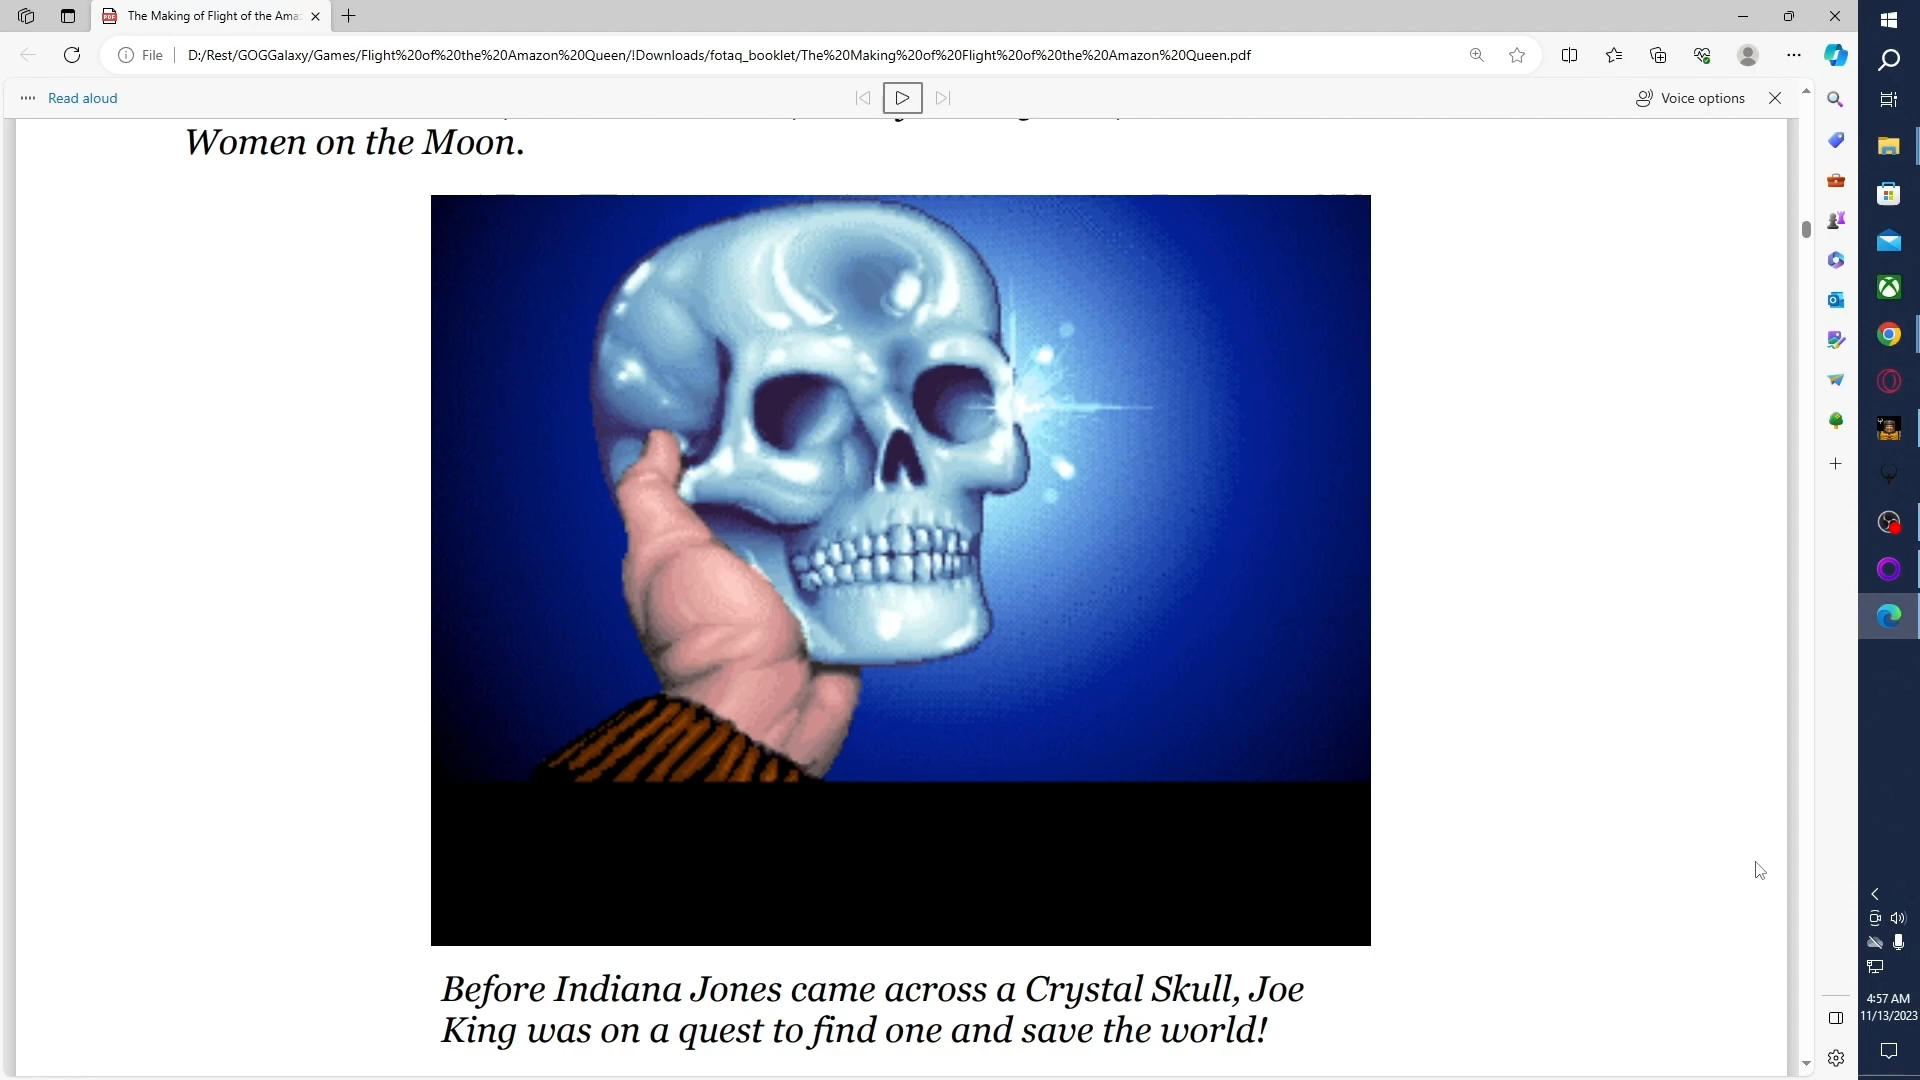 The Making of Flight of the Ama
File
D:/Rest/GOGGalaxy/Games/Flight%20of%20the%20Amazon%20Queen/!Downloads/fotaq_booklet/The%20Making%20of%20Flight%20of%20the%20Amazon%20Queen.pdf
Read aloud
Voice options
Women on the Moon.
Before Indiana Jones came across a Crystal Skull, Joe
King was on a quest to find one and save the world!
4:57 AM
11/13/2023